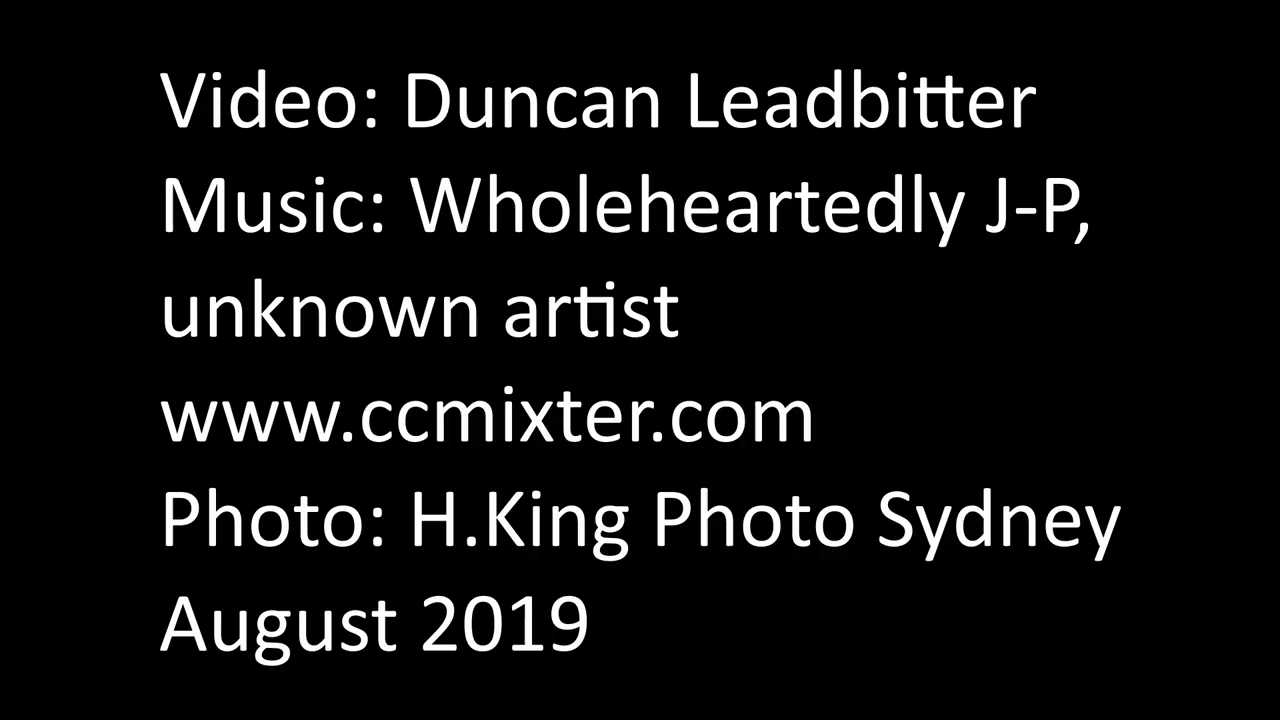 Video: Duncan Leadbitter
Music: Wholeheartedly J-P,
unknown artist
www.ccmixter.com
Photo: H.King Photo Sydney
August 2019